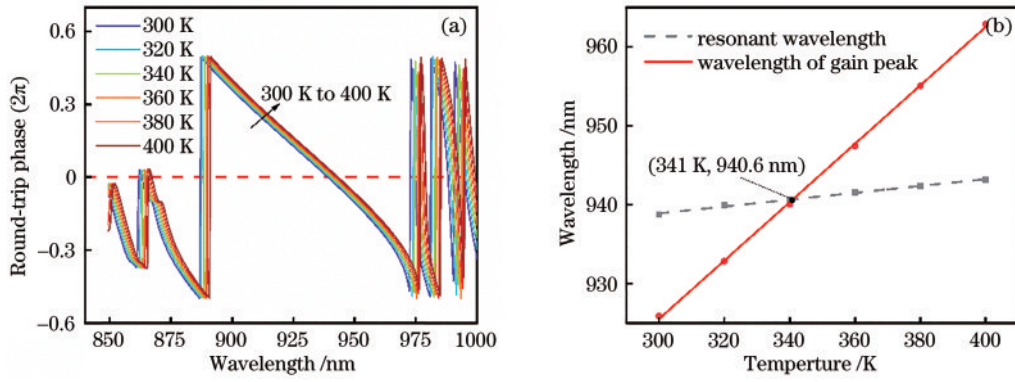 (a)
0.6
0.3
0
−0.3
−0.6
Round-trip phase (2π)
300 K
320 K
340 K
360 K
380 K
400 K
300 K to 400 K
850 875 900 925 950 975 1000
Wavelength /nm
(b)
960
950
940
930
Wavelength /nm
resonant wavelength
wavelength of gain peak
(341 K, 940.6 nm)
300 320 340 360 380 400
Temperture /K